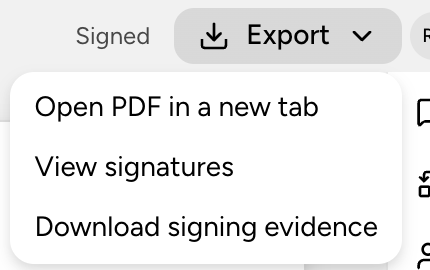 Signed
Export
Open PDF in a new tab
View signatures
Download signing evidence